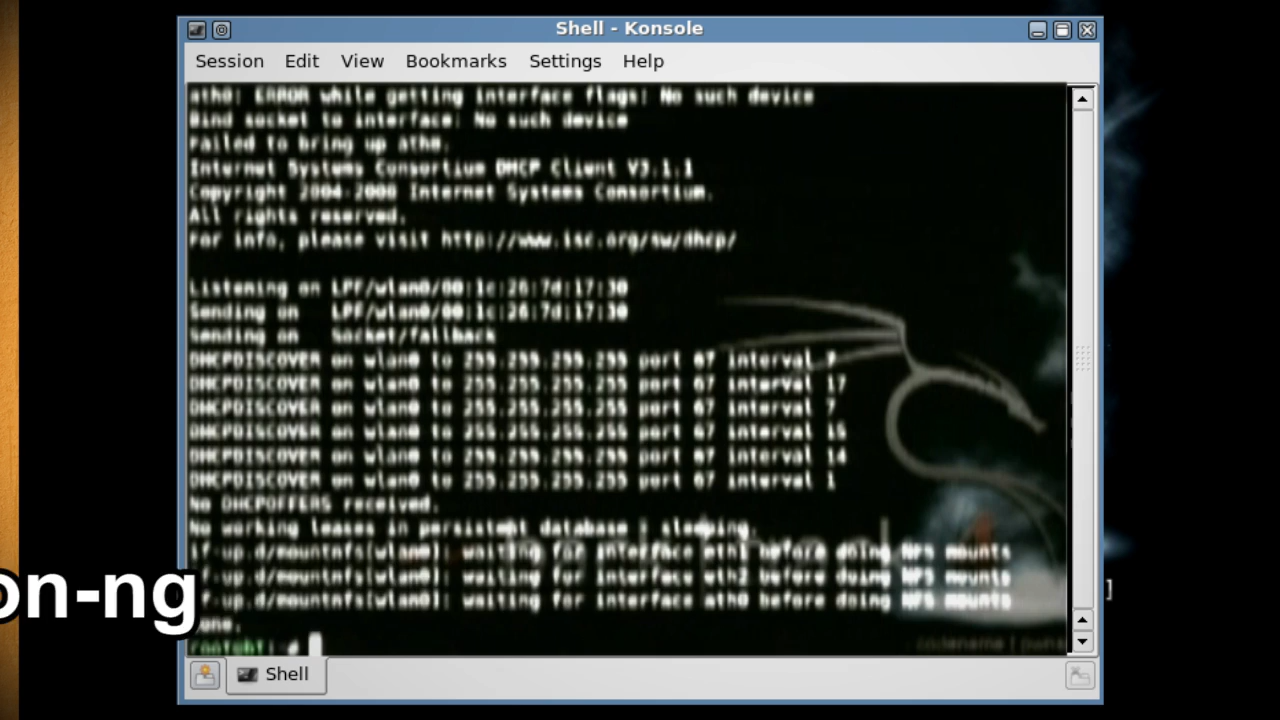 Shell - Konsole
Session Edit View Bookmarks Settings Help
ath0: ERROR while getting interface flags: No such device
Bind socket to interface: No such device
Failed to bring up ath0.
Internet Systems Consortium DHCP Client V3.1.1
Copyright 2004-2008 Internet Systems Consortium.
All rights reserved.
For info, please visit http://www.isc.org/sw/dhcp/
Listening on LPF/wlan0/00:1c:26:7d:17:30
Sending on LPF/wlan0/00:1c:26:7d:17:30
Sending on Socket/fallback
DHCPDISCOVER on wlan0 to 255.255.255.255 port 67 interval 7
DHCPDISCOVER on wlan0 to 255.255.255.255 port 67 interval 17
DHCPDISCOVER on wlan0 to 255.255.255.255 port 67 interval 7
DHCPDISCOVER on wlan0 to 255.255.255.255 port 67 interval 15
DHCPDISCOVER on wlan0 to 255.255.255.255 port 67 interval 14
DHCPDISCOVER on wlan0 to 255.255.255.255 port 67 interval 1
No DHCPOFFERS received.
No working leases in persistent database - sleeping.
if-up.d/mountnfs[wlan0]: waiting for interface eth1 before doing NFS mounts
if-up.d/mountnfs[wlan0]: waiting for interface eth2 before doing NFS mounts
if-up.d/mountnfs[wlan0]: waiting for interface ath0 before doing NFS mounts
on-ng
]
done.
root@bt:~#
codename
Shell